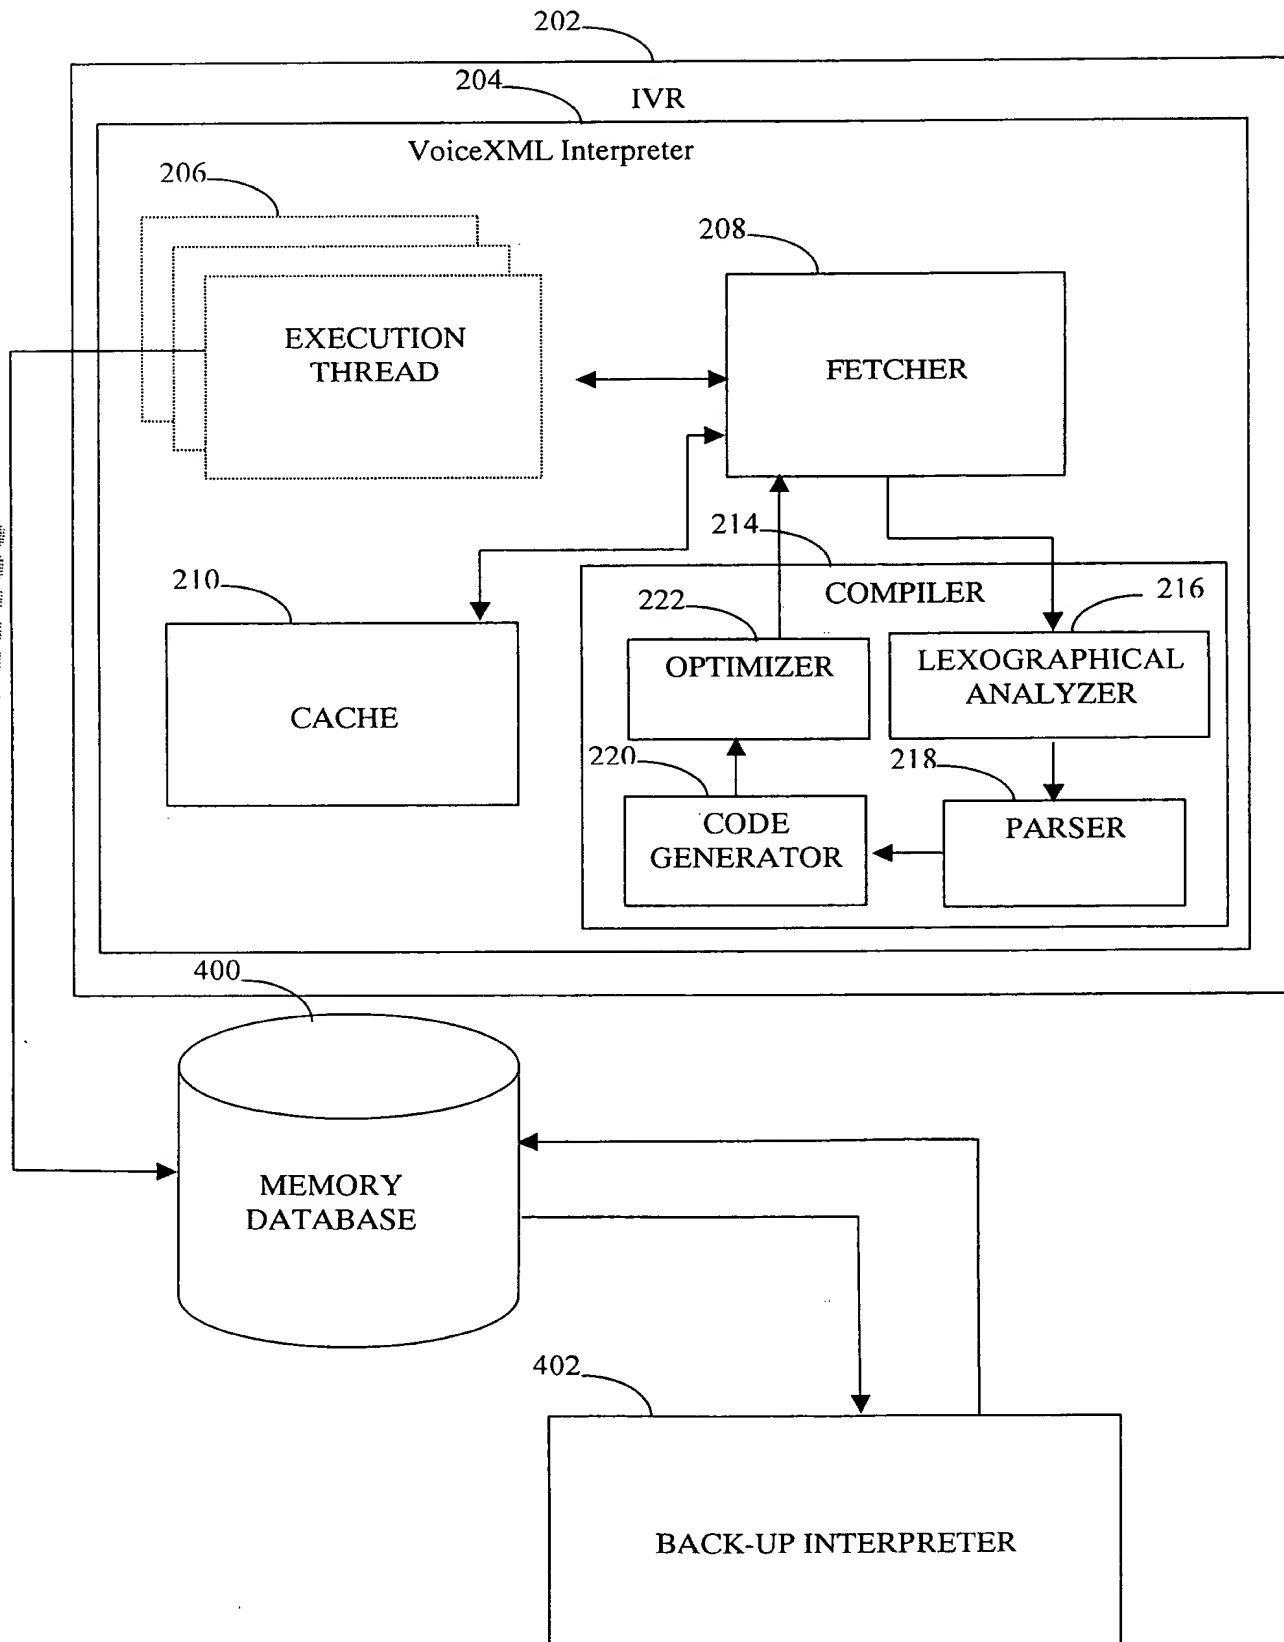 202
IVR
204
VoiceXML Interpreter
206
208
EXECUTION
THREAD
FETCHER
214
210
COMPILER
222
216
OPTIMIZER
LEXOGRAPHICAL
ANALYZER
CACHE
220
218
CODE
GENERATOR
PARSER
400
MEMORY
DATABASE
402
BACK-UP INTERPRETER